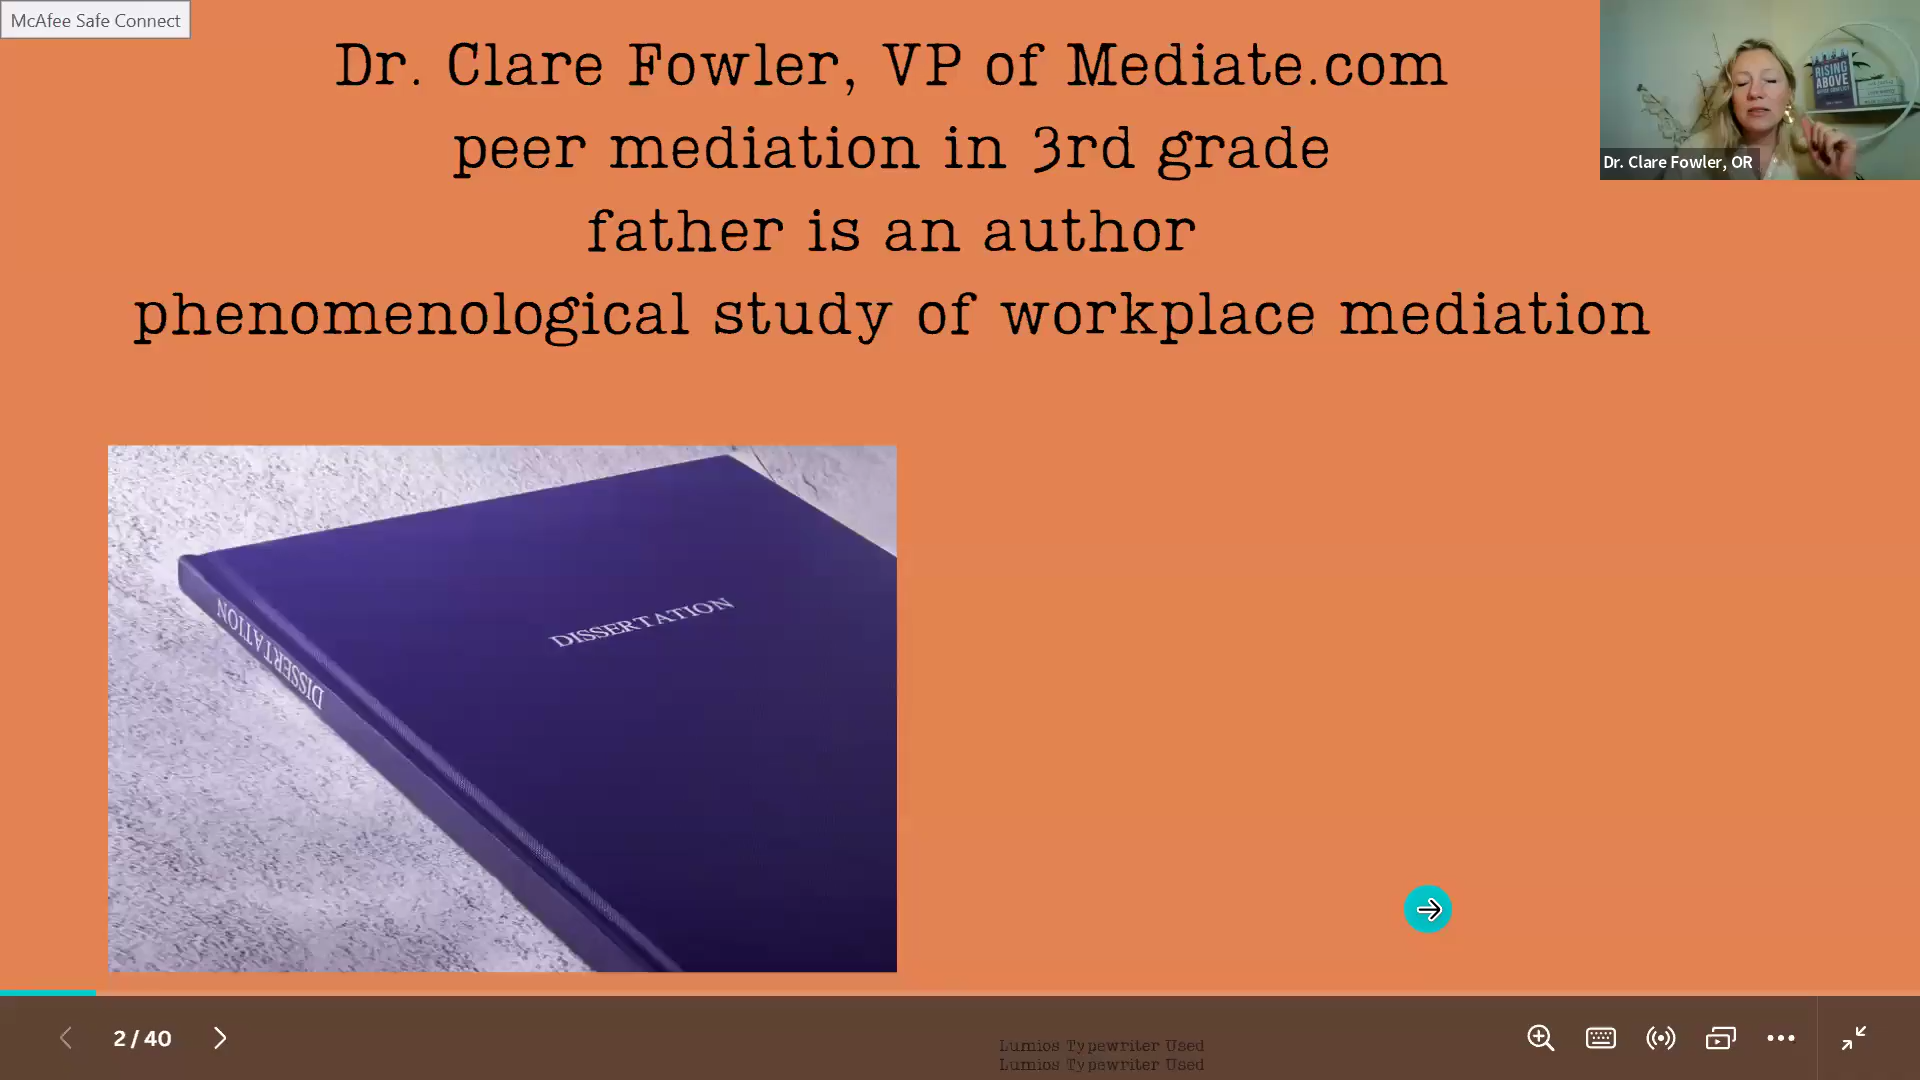 McAfee Safe Connect
Dr. Clare Fowler, VP of Mediate.com
peer mediation in 3rd grade
father is an author
phenomenological study of workplace mediation
RISING
ABOVE
Dr. Clare Fowler, OR
DISSERTATION
DISSERTATION
2 / 40
Lumios Typewriter Used
Lumios Typewriter Used